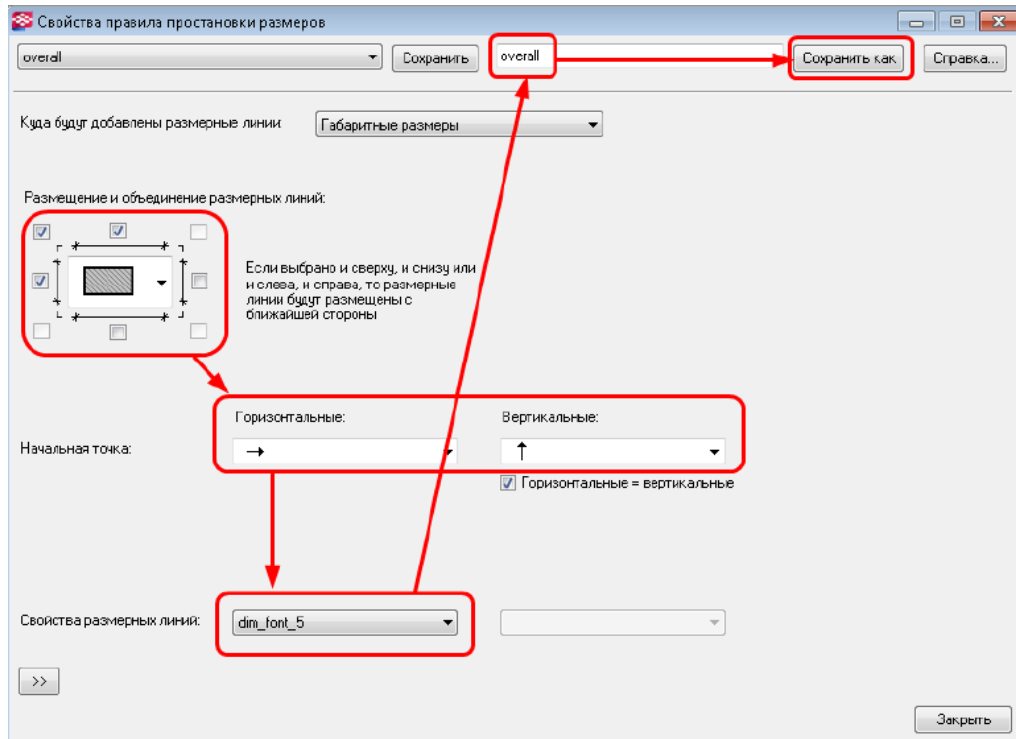 Свойства правила простановки размеров
overall Сохранить overall Сохранить как Справка...
Куда будут добавлены размерные линии Габаритные размеры
Размещение и объединение размерных линий:
Если выбрано и сверху, и снизу или
и слева, и справа, то размерные
линии будут размещены с
ближайшей стороны
Горизонтальные: Вертикальные:
Начальная точка:
Горизонтальные = вертикальные
Свойства размерных линий: dim_font_5
>>
Закрыть